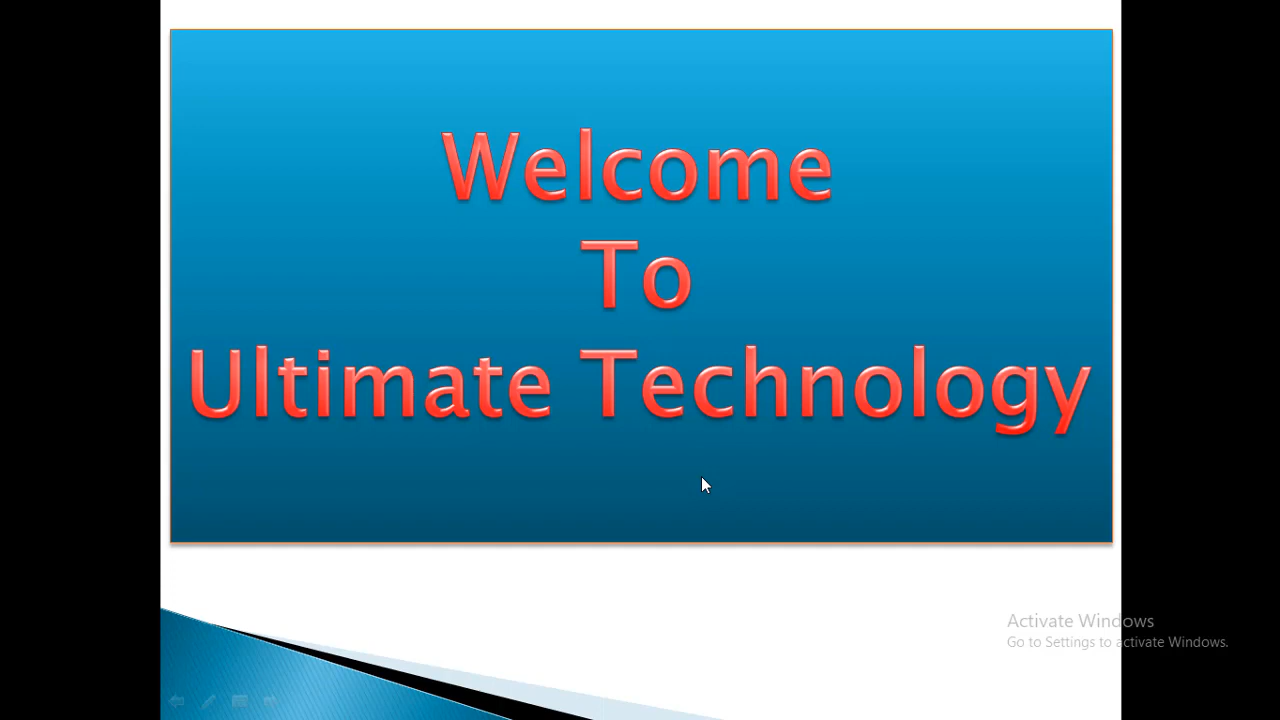 Welcome
To
Ultimate Technology
Activate Windows
Go to Settings to activate Windows.